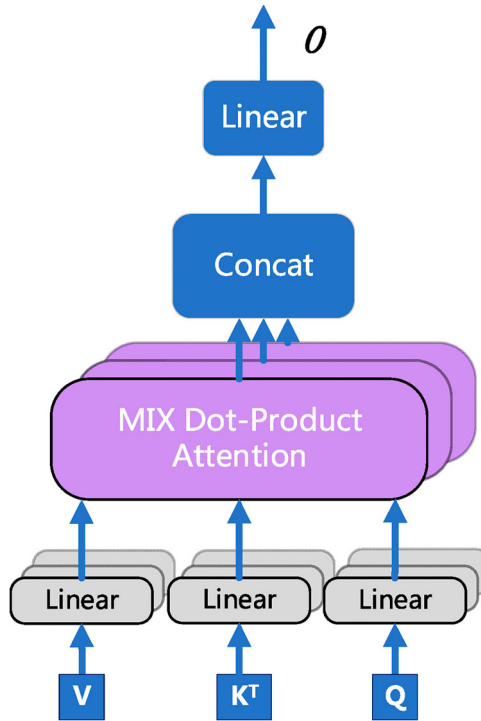 O
Linear
Concat
MIX Dot-Product
Attention
Linear Linear Linear
V Kᵀ Q